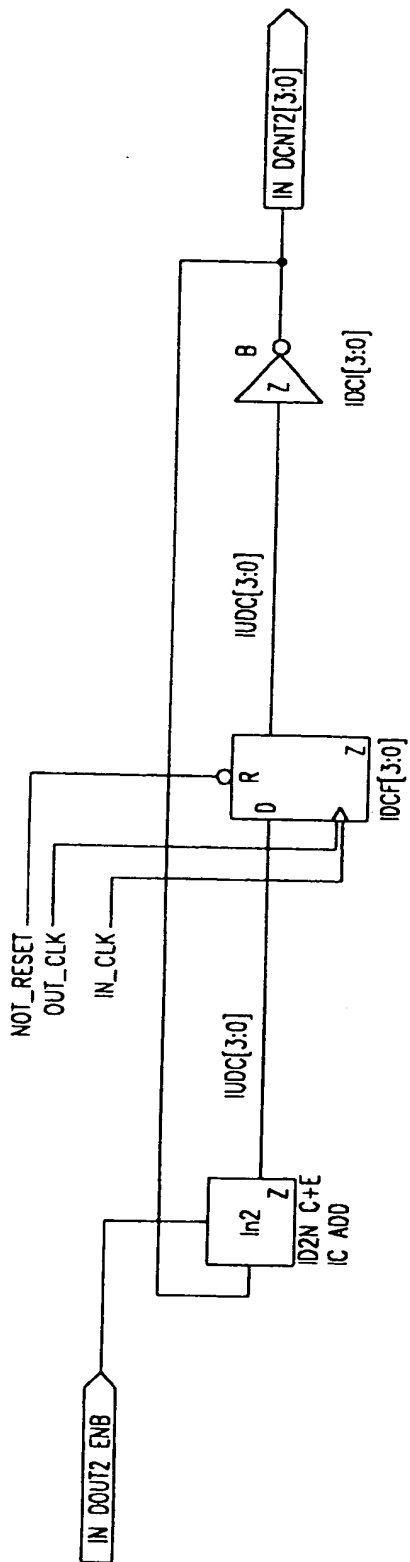 IN DOUT2 ENB
In2
Z
ID2N C+E
IC ADD
IUDC[3:0]
NOT_RESET
OUT_CLK
IN_CLK
D
R
Z
IDCF[3:0]
IUDC[3:0]
Z
B
IDCI[3:0]
IN DCNT2[3:0]